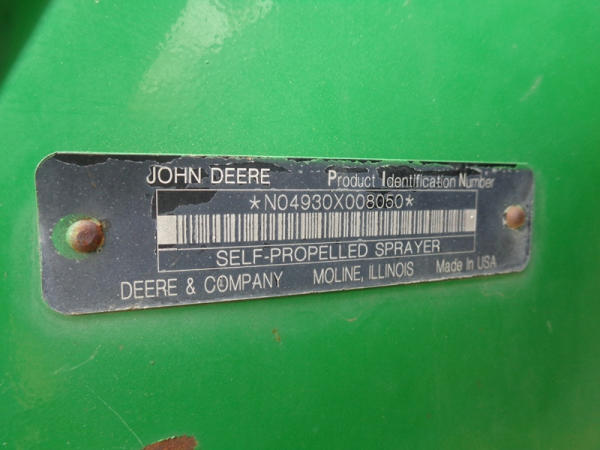 JOHN DEERE Product Identification Number
*N04930X008050*
SELF-PROPELLED SPRAYER
DEERE & COMPANY MOLINE, ILLINOIS Made In USA